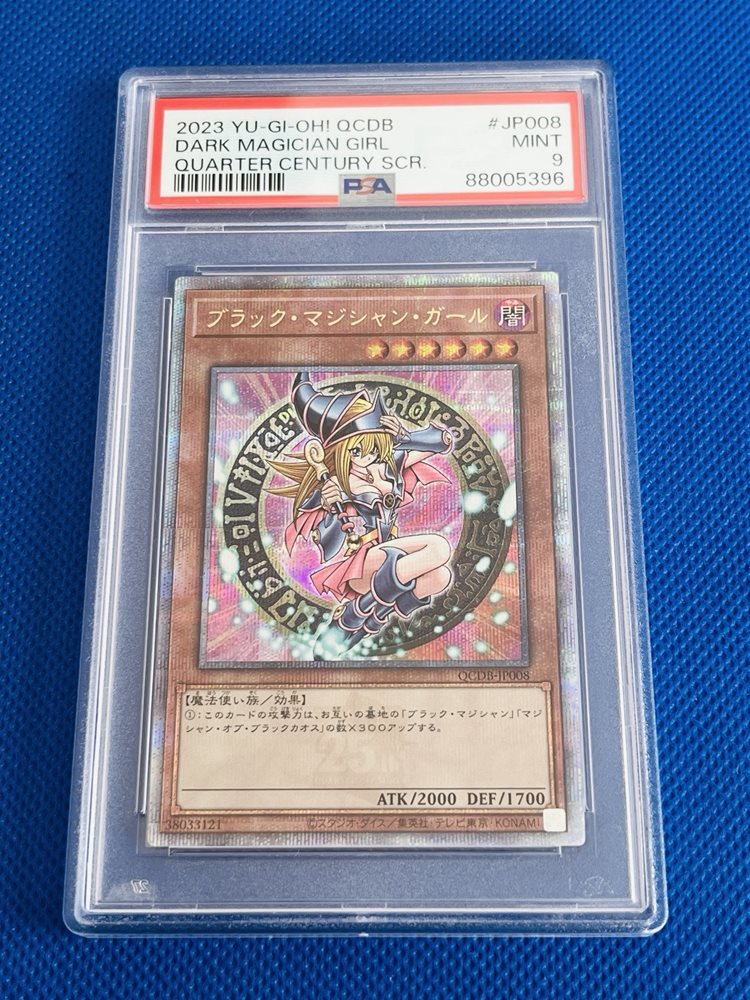 2023 YU-GI-OH! QCDB #JP008
DARK MAGICIAN GIRL MINT
QUARTER CENTURY SCR. 9
PSA 88005396
ブラック・マジシャン・ガール 闇
QCDB-JP008
【魔法使い族／効果】
①：このカードの攻撃力は、お互いの墓地の「ブラック・マジシャン」「マジ
シャン・オブ・ブラックカオス」の数×３００アップする。
25th
ATK/2000 DEF/1700
38033121 ©スタジオ・ダイス／集英社・テレビ東京・KONAMI